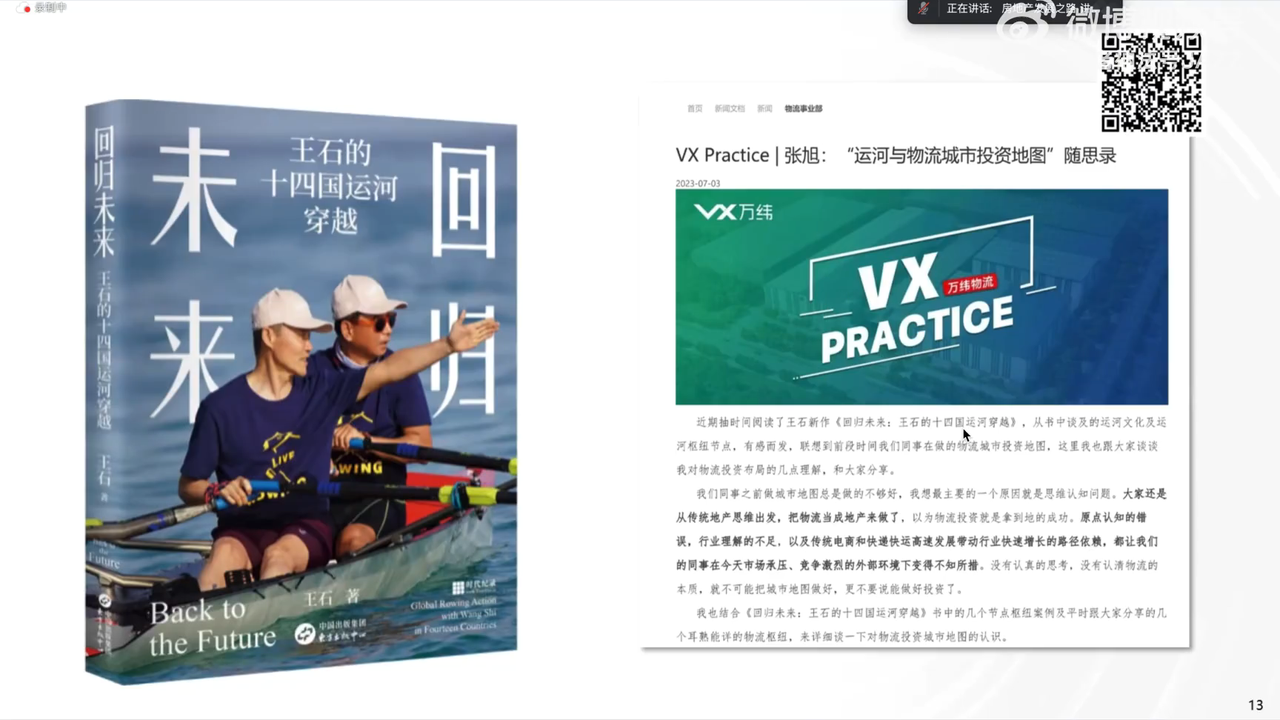 录制中
正在讲话: 房地产发展之路 讲
回归未来
王石的十四国运河穿越
王石 著
Back to
the
Future
回归
未来
王石的
十四国运河
穿越
LIVE
ROWING
Back to
the Future
王石 著
中国出版集团
东方出版中心
时代纪录
Global Rowing Action
with Wang Shi
in Fourteen Countries
首页 新闻文档 新闻 物流事业部
VX Practice | 张旭： “运河与物流城市投资地图”随思录
2023-07-03
VX万纬
VX
万纬物流
PRACTICE
近期抽时间阅读了王石新作《回归未来：王石的十四国运河穿越》，从书中谈及的运河文化及运
河枢纽节点，有感而发，联想到前段时间我们同事在做的物流城市投资地图，这里我也跟大家谈谈
我对物流投资布局的几点理解，和大家分享。
我们同事之前做城市地图总是做的不够好，我想最主要的一个原因就是思维认知问题。大家还是
从传统地产思维出发，把物流当成地产来做了，以为物流投资就是拿到地的成功。原点认知的错
误，行业理解的不足，以及传统电商和快递快运高速发展带动行业快速增长的路径依赖，都让我们
的同事在今天市场承压、竞争激烈的外部环境下变得不知所措。没有认真的思考，没有认清物流的
本质，就不可能把城市地图做好，更不要说能做好投资了。
我也结合《回归未来：王石的十四国运河穿越》书中的几个节点枢纽案例及平时跟大家分享的几
个耳熟能详的物流枢纽，来详细谈一下对物流投资城市地图的认识。
13